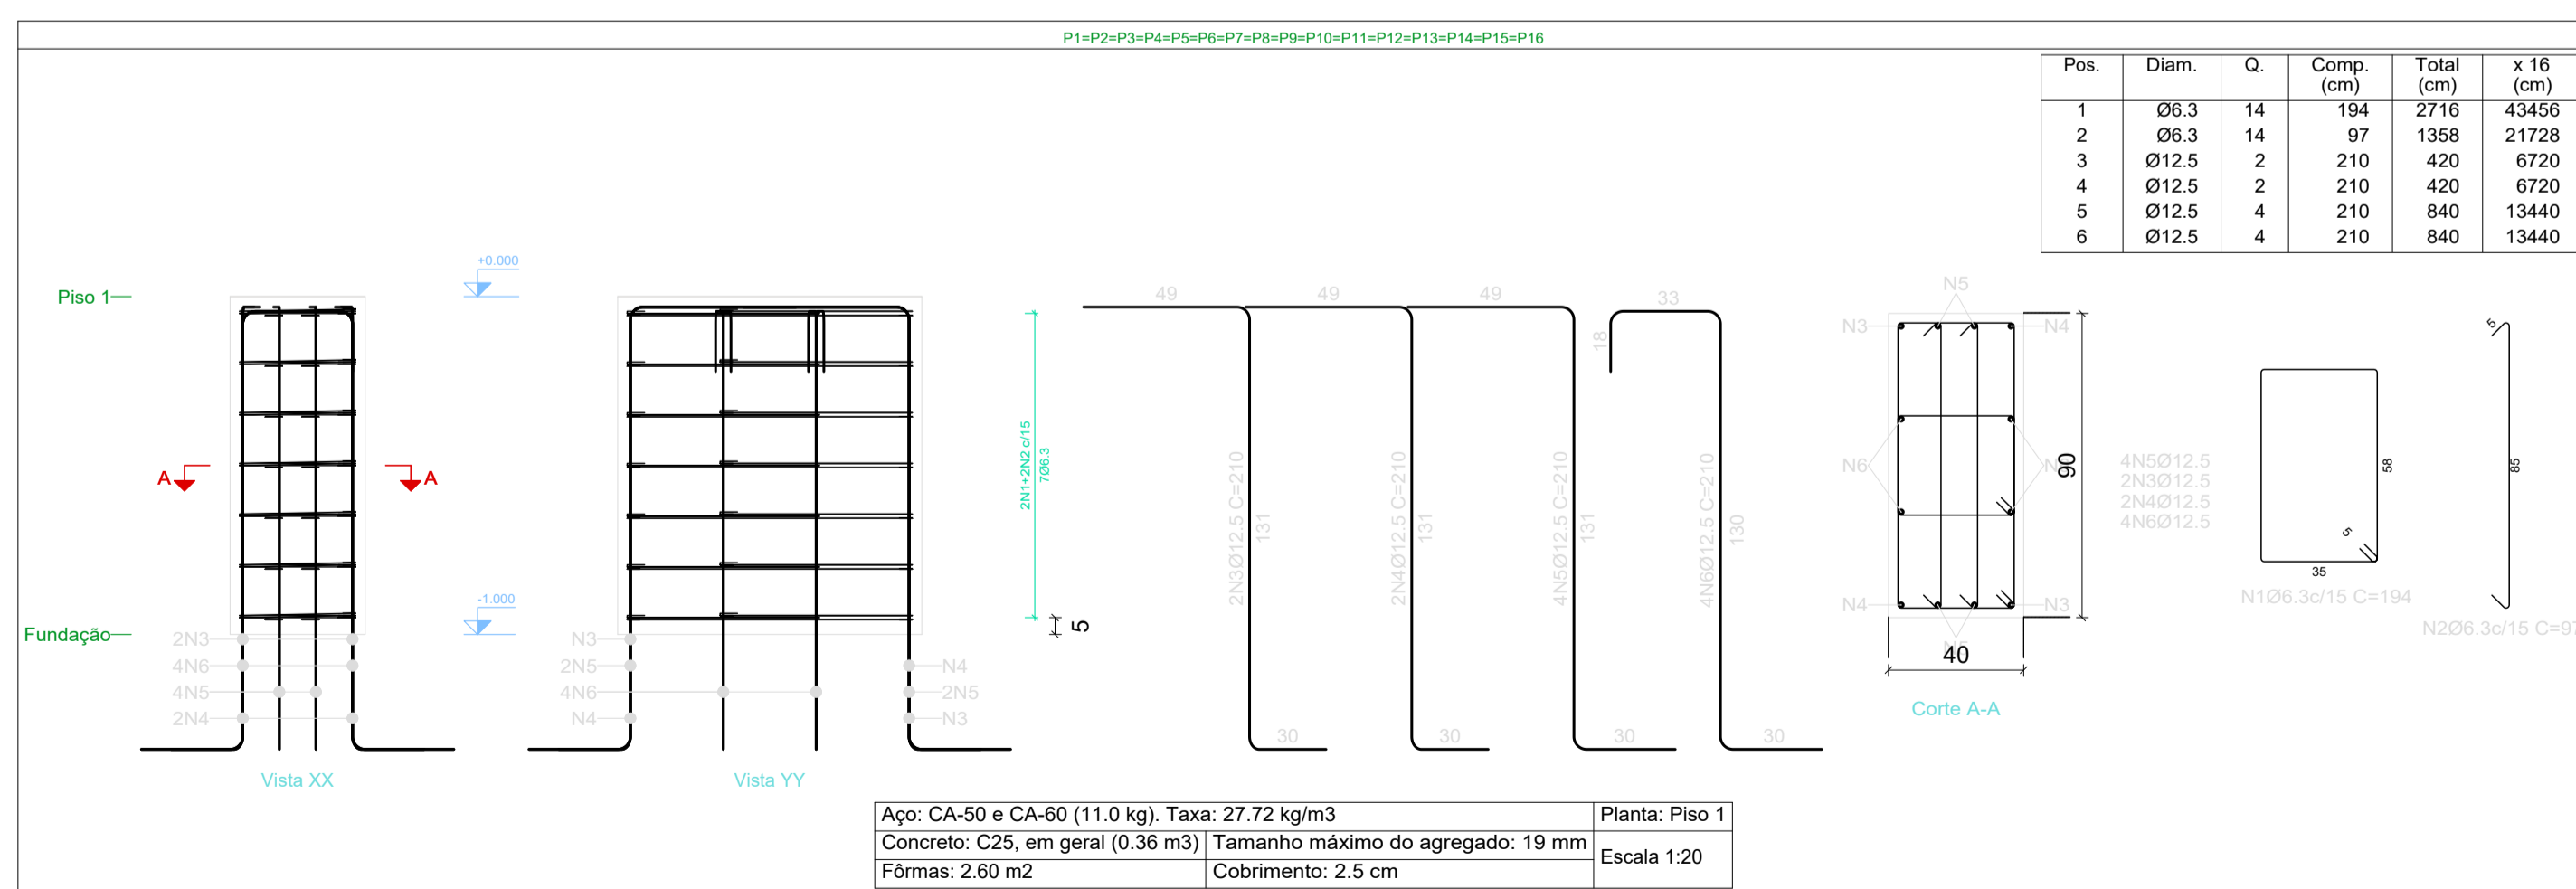 P1=P2=P3=P4=P5=P6=P7=P8=P9=P10=P11=P12=P13=P14=P15=P16
Pos. Diam. Q. Comp. (cm) Total (cm) x 16 (cm)
1 Ø6.3 14 194 2716 43456
2 Ø6.3 14 97 1358 21728
3 Ø12.5 2 210 420 6720
4 Ø12.5 2 210 420 6720
5 Ø12.5 4 210 840 13440
6 Ø12.5 4 210 840 13440
Piso 1
Fundação
A
A
2N3
4N6
4N5
2N4
Vista XX
+0.000
-1.000
N3
2N5
4N6
N4
N4
2N5
N3
Vista YY
2N1+2N2 c/15
7Ø6.3
5
49
2N3Ø12.5 C=210
131
30
49
2N4Ø12.5 C=210
131
30
49
4N5Ø12.5 C=210
131
30
33
18
4N6Ø12.5 C=210
130
30
N5
N3
N4
N6
90
N4
N3
N5
40
Corte A-A
4N5Ø12.5
2N3Ø12.5
2N4Ø12.5
4N6Ø12.5
58
5
35
N1Ø6.3c/15 C=194
5
85
N2Ø6.3c/15 C=97
Aço: CA-50 e CA-60 (11.0 kg). Taxa: 27.72 kg/m3
Planta: Piso 1
Concreto: C25, em geral (0.36 m3)
Tamanho máximo do agregado: 19 mm
Escala 1:20
Fôrmas: 2.60 m2
Cobrimento: 2.5 cm